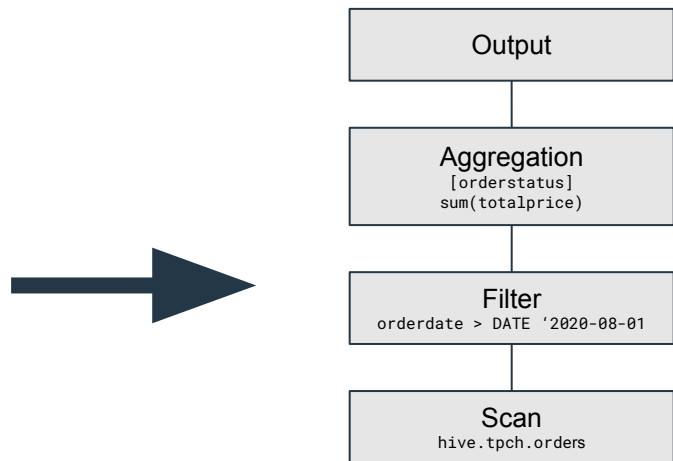 Output
Aggregation
[orderstatus]
sum(totalprice)
Filter
orderdate > DATE ‘2020-08-01
Scan
hive.tpch.orders